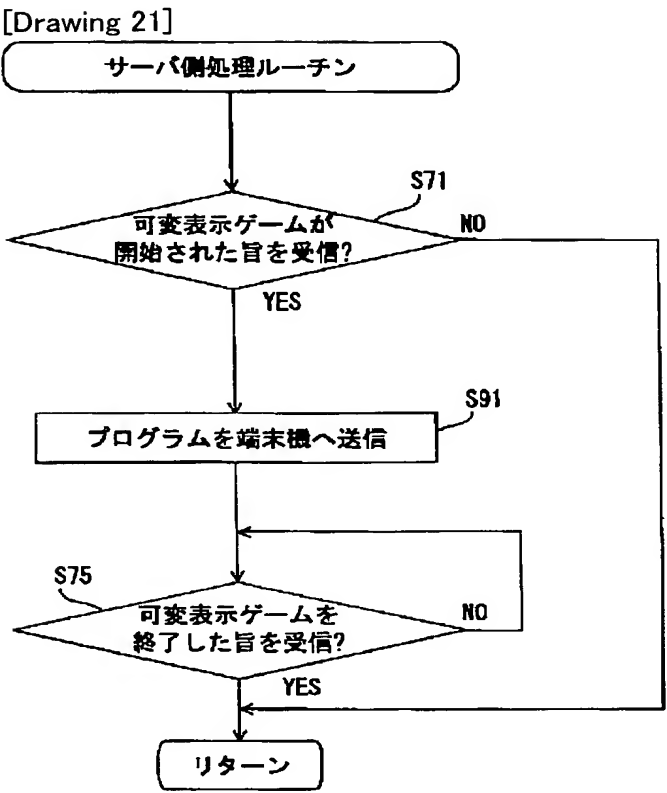 [Drawing 21]
サーバ側処理ルーチン
S71
可変表示ゲームが
開始された旨を受信?
NO
YES
S91
プログラムを端末機へ送信
S75
可変表示ゲームを
終了した旨を受信?
NO
YES
リターン